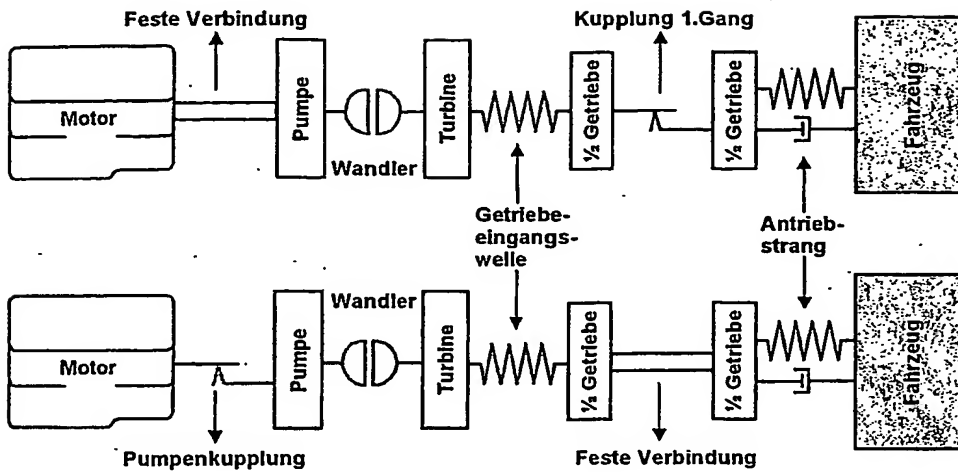 Feste Verbindung
Kupplung 1.Gang
Motor
Pumpe
Wandler
Turbine
½ Getriebe
½ Getriebe
Fahrzeug
Getriebe-
eingangs-
welle
Antrieb-
strang
Wandler
Motor
Pumpe
Turbine
½ Getriebe
½ Getriebe
Fahrzeug
Pumpenkupplung
Feste Verbindung